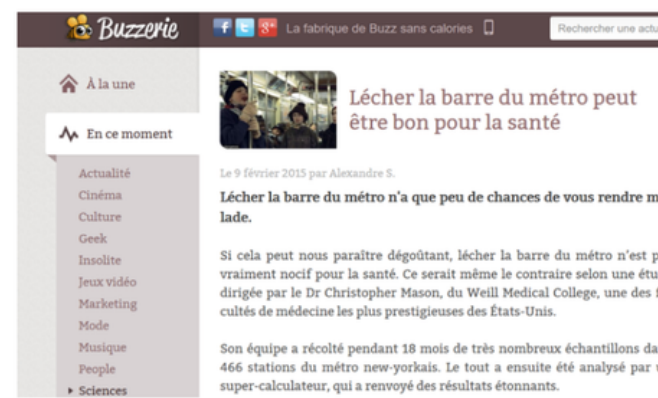 Buzzerie
La fabrique de Buzz sans calories
Rechercher une actu
À la une
En ce moment
Actualité
Cinéma
Culture
Geek
Insolite
Jeux vidéo
Marketing
Mode
Musique
People
Sciences
Lécher la barre du métro peut
être bon pour la santé
Le 9 février 2015 par Alexandre S.
Lécher la barre du métro n'a que peu de chances de vous rendre m
lade.
Si cela peut nous paraître dégoûtant, lécher la barre du métro n'est p
vraiment nocif pour la santé. Ce serait même le contraire selon une étu
dirigée par le Dr Christopher Mason, du Weill Medical College, une des f
cultés de médecine les plus prestigieuses des États-Unis.
Son équipe a récolté pendant 18 mois de très nombreux échantillons da
466 stations du métro new-yorkais. Le tout a ensuite été analysé par u
super-calculateur, qui a renvoyé des résultats étonnants.